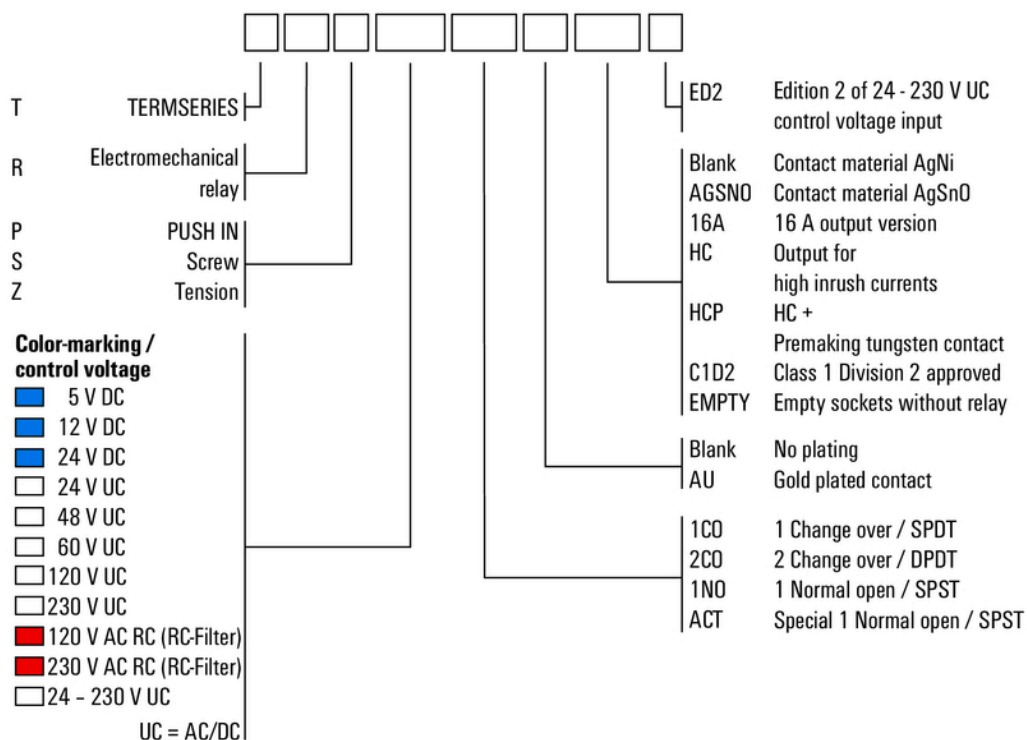 T TERMSERIES
R Electromechanical
relay
P PUSH IN
S Screw
Z Tension
Color-marking /
control voltage
5 V DC
12 V DC
24 V DC
24 V UC
48 V UC
60 V UC
120 V UC
230 V UC
120 V AC RC (RC-Filter)
230 V AC RC (RC-Filter)
24 – 230 V UC
UC = AC/DC
ED2 Edition 2 of 24 - 230 V UC
control voltage input
Blank Contact material AgNi
AGSNO Contact material AgSnO
16A 16 A output version
HC Output for
high inrush currents
HCP HC +
Premaking tungsten contact
C1D2 Class 1 Division 2 approved
EMPTY Empty sockets without relay
Blank No plating
AU Gold plated contact
1CO 1 Change over / SPDT
2CO 2 Change over / DPDT
1NO 1 Normal open / SPST
ACT Special 1 Normal open / SPST